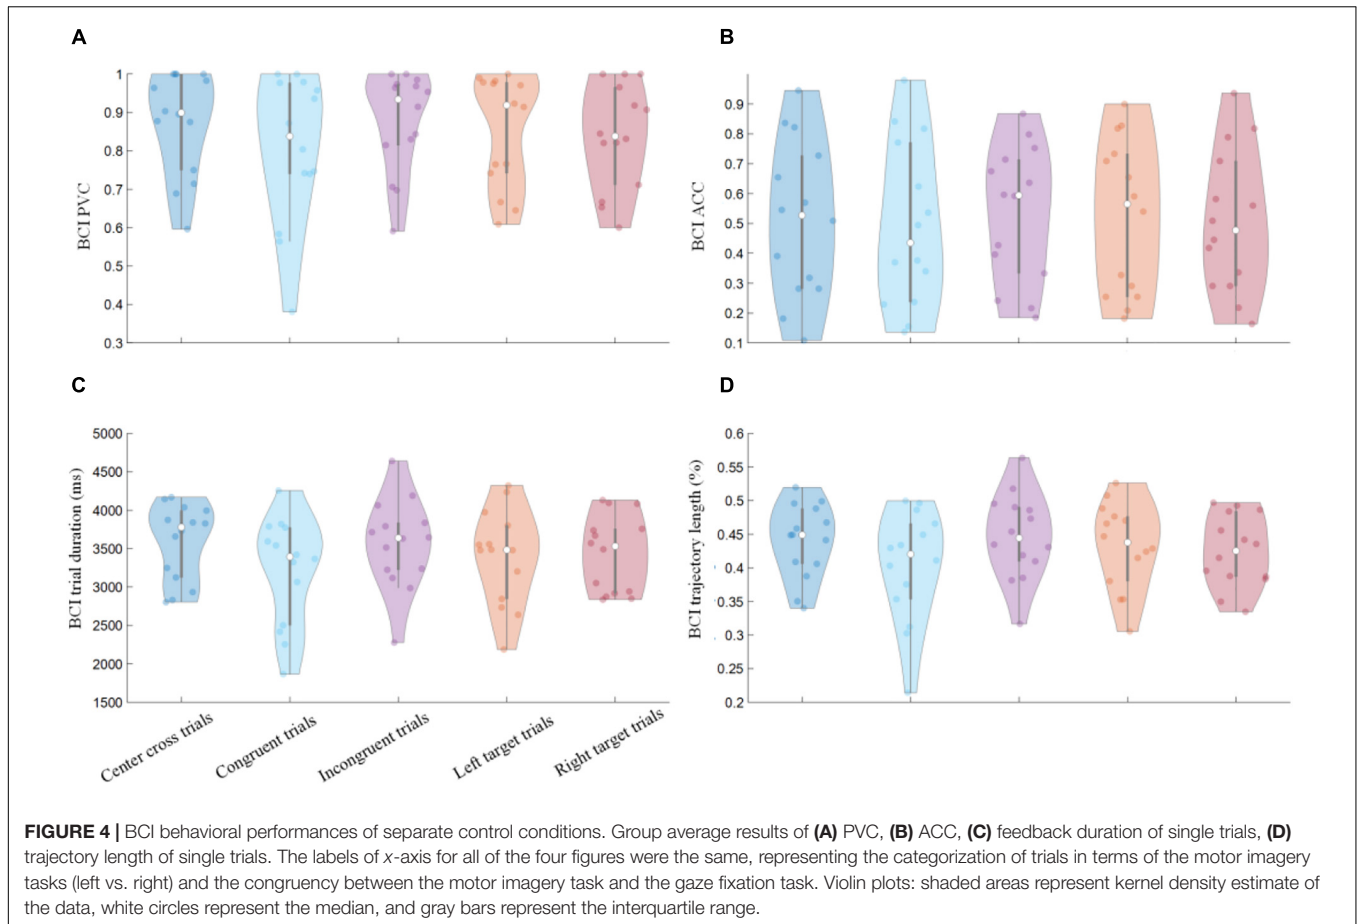 A
B
1
0.9
0.8
0.7
0.6
0.5
0.4
0.3
BCI PVC
0.9
0.8
0.7
0.6
0.5
0.4
0.3
0.2
0.1
BCI ACC
C
D
5000
4500
4000
3500
3000
2500
2000
1500
BCI trial duration (ms)
0.6
0.55
0.5
0.45
0.4
0.35
0.3
0.25
0.2
BCI trajectory length (%)
Center cross trials
Congruent trials
Incongruent trials
Left target trials
Right target trials
FIGURE 4 | BCI behavioral performances of separate control conditions. Group average results of (A) PVC, (B) ACC, (C) feedback duration of single trials, (D)
trajectory length of single trials. The labels of x-axis for all of the four figures were the same, representing the categorization of trials in terms of the motor imagery
tasks (left vs. right) and the congruency between the motor imagery task and the gaze fixation task. Violin plots: shaded areas represent kernel density estimate of
the data, white circles represent the median, and gray bars represent the interquartile range.